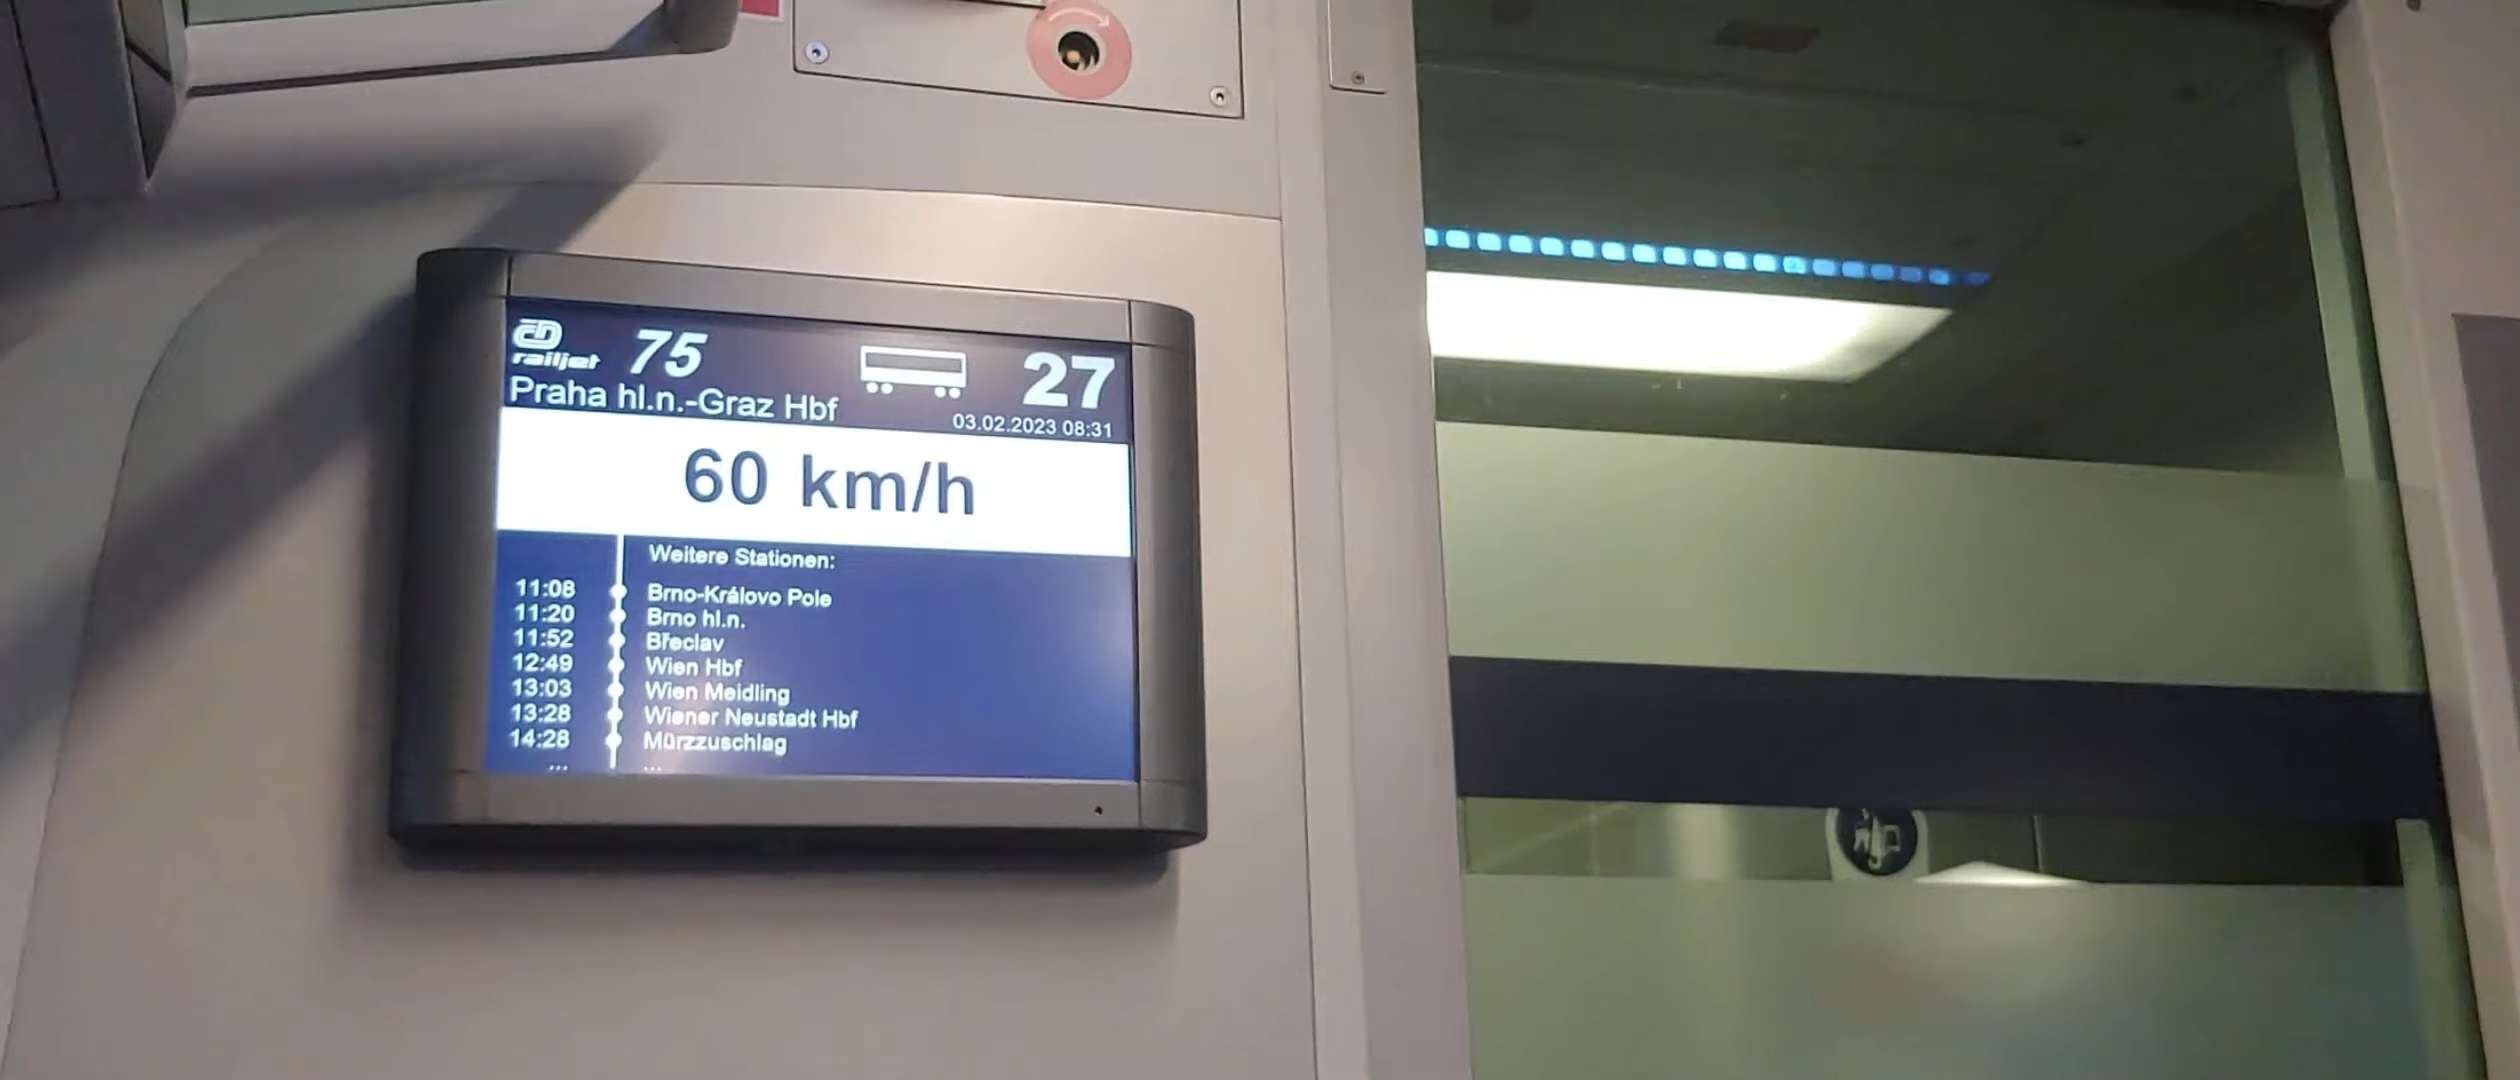 ČD
railjet 75 27
Praha hl.n.-Graz Hbf
03.02.2023 08:31
60 km/h
Weitere Stationen:
11:08 Brno-Královo Pole
11:20 Brno hl.n.
11:52 Břeclav
12:49 Wien Hbf
13:03 Wien Meidling
13:28 Wiener Neustadt Hbf
14:28 Mürzzuschlag
... ...